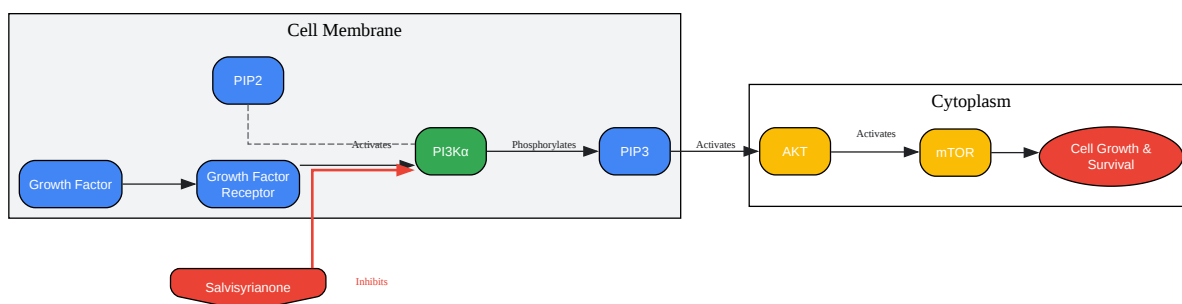 Cell Membrane
PIP2
Cytoplasm
Activates
PI3Kα
Phosphorylates
PIP3
Activates
AKT
Activates
mTOR
Cell Growth &
Survival
Growth Factor
Growth Factor
Receptor
Salvisyrianone
Inhibits